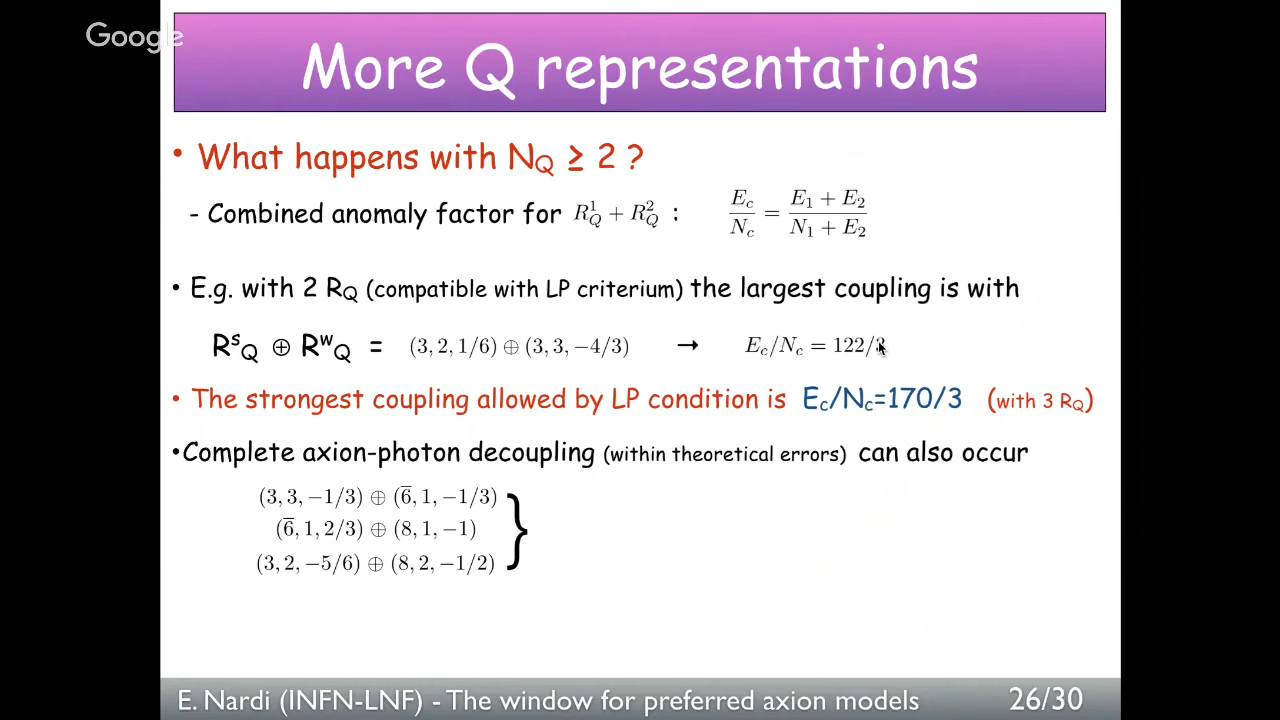 Google
More Q representations
• What happens with N_Q ≥ 2 ?
- Combined anomaly factor for R_Q^1 + R_Q^2 : E_c/N_c = (E_1 + E_2)/(N_1 + E_2)
• E.g. with 2 R_Q (compatible with LP criterium) the largest coupling is with
R^s_Q ⊕ R^w_Q = (3, 2, 1/6) ⊕ (3, 3, −4/3) → E_c/N_c = 122/3
• The strongest coupling allowed by LP condition is E_c/N_c=170/3 (with 3 R_Q)
•Complete axion-photon decoupling (within theoretical errors) can also occur
(3, 3, −1/3) ⊕ (6̅, 1, −1/3)
(6̅, 1, 2/3) ⊕ (8, 1, −1)
(3, 2, −5/6) ⊕ (8, 2, −1/2)
E. Nardi (INFN-LNF) - The window for preferred axion models 26/30